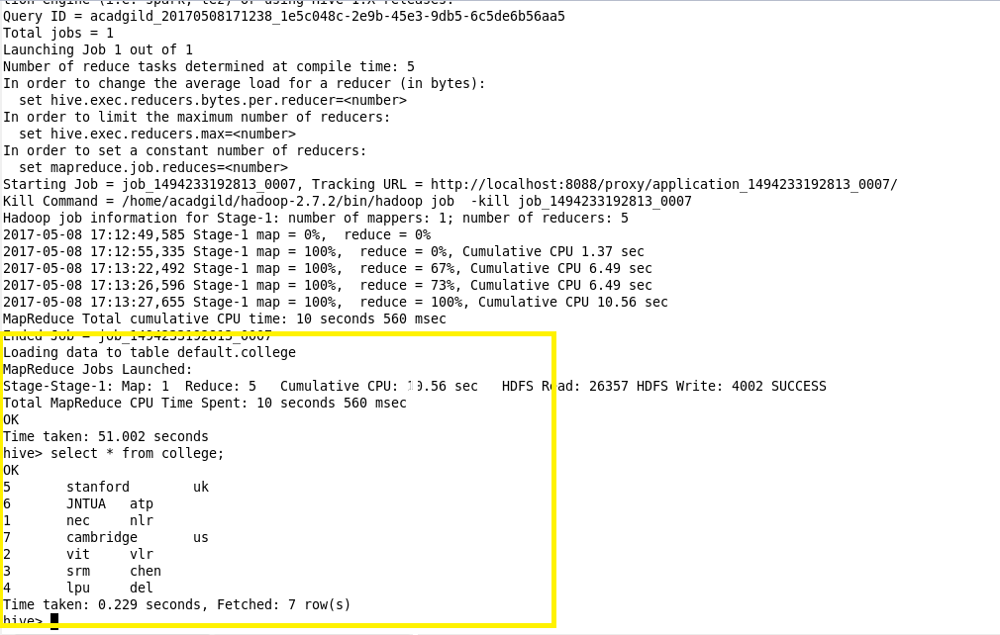 tion engine (i.e. spark, tez) or using Hive 1.X releases.
Query ID = acadgild_20170508171238_1e5c048c-2e9b-45e3-9db5-6c5de6b56aa5
Total jobs = 1
Launching Job 1 out of 1
Number of reduce tasks determined at compile time: 5
In order to change the average load for a reducer (in bytes):
  set hive.exec.reducers.bytes.per.reducer=<number>
In order to limit the maximum number of reducers:
  set hive.exec.reducers.max=<number>
In order to set a constant number of reducers:
  set mapreduce.job.reduces=<number>
Starting Job = job_1494233192813_0007, Tracking URL = http://localhost:8088/proxy/application_1494233192813_0007/
Kill Command = /home/acadgild/hadoop-2.7.2/bin/hadoop job  -kill job_1494233192813_0007
Hadoop job information for Stage-1: number of mappers: 1; number of reducers: 5
2017-05-08 17:12:49,585 Stage-1 map = 0%,  reduce = 0%
2017-05-08 17:12:55,335 Stage-1 map = 100%,  reduce = 0%, Cumulative CPU 1.37 sec
2017-05-08 17:13:22,492 Stage-1 map = 100%,  reduce = 67%, Cumulative CPU 6.49 sec
2017-05-08 17:13:26,596 Stage-1 map = 100%,  reduce = 73%, Cumulative CPU 6.49 sec
2017-05-08 17:13:27,655 Stage-1 map = 100%,  reduce = 100%, Cumulative CPU 10.56 sec
MapReduce Total cumulative CPU time: 10 seconds 560 msec
Ended Job = job_1494233192813_0007
Loading data to table default.college
MapReduce Jobs Launched:
Stage-Stage-1: Map: 1  Reduce: 5   Cumulative CPU: 10.56 sec   HDFS Read: 26357 HDFS Write: 4002 SUCCESS
Total MapReduce CPU Time Spent: 10 seconds 560 msec
OK
Time taken: 51.002 seconds
hive> select * from college;
OK
5       stanford        uk
6       JNTUA   atp
1       nec     nlr
7       cambridge       us
2       vit     vlr
3       srm     chen
4       lpu     del
Time taken: 0.229 seconds, Fetched: 7 row(s)
hive>